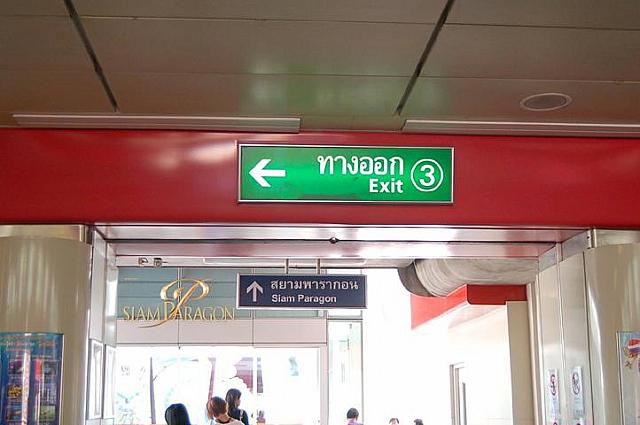 ทางออก
Exit
3
สยามพารากอน
Siam Paragon
SIAM PARAGON